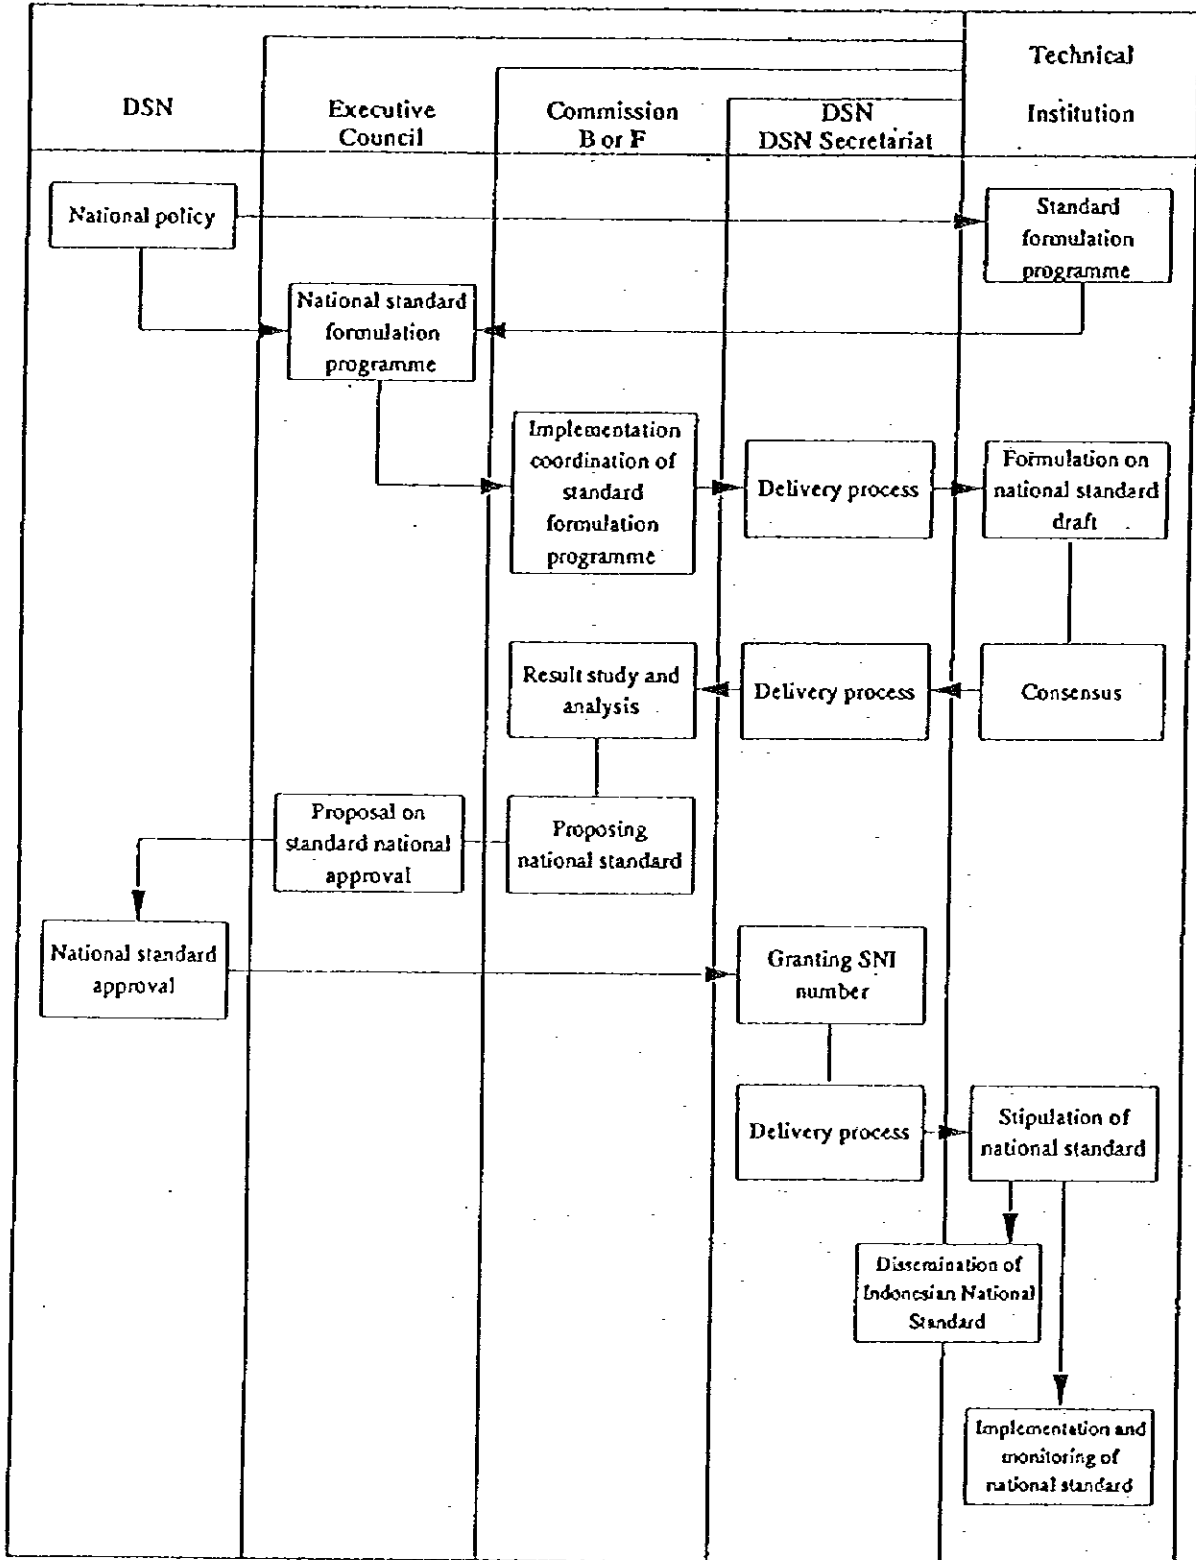 Technical
Institution
DSN
Executive
Council
Commission
B or F
DSN
DSN Secretariat
National policy
Standard
formulation
programme
National standard
formulation
programme
Implementation
coordination of
standard
formulation
programme
Delivery process
Formulation on
national standard
draft
Result study and
analysis
Delivery process
Consensus
Proposal on
standard national
approval
Proposing
national standard
National standard
approval
Granting SNI
number
Delivery process
Stipulation of
national standard
Dissemination of
Indonesian National
Standard
Implementation and
monitoring of
national standard